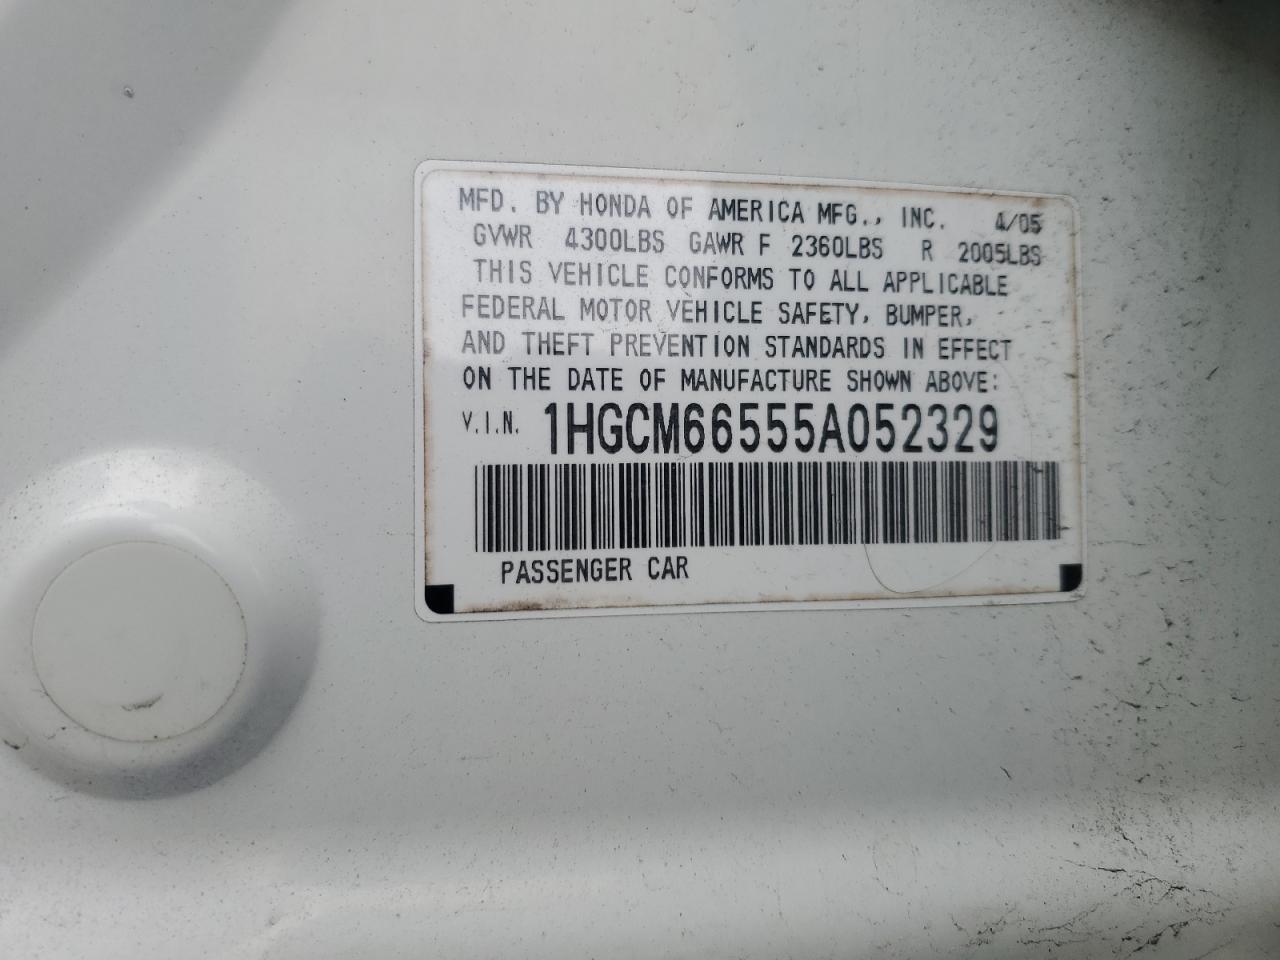 MFD. BY HONDA OF AMERICA MFG., INC. 4/05
GVWR 4300LBS GAWR F 2360LBS R 2005LBS
THIS VEHICLE CONFORMS TO ALL APPLICABLE
FEDERAL MOTOR VEHICLE SAFETY, BUMPER,
AND THEFT PREVENTION STANDARDS IN EFFECT
ON THE DATE OF MANUFACTURE SHOWN ABOVE:
V.I.N. 1HGCM66555A052329
PASSENGER CAR